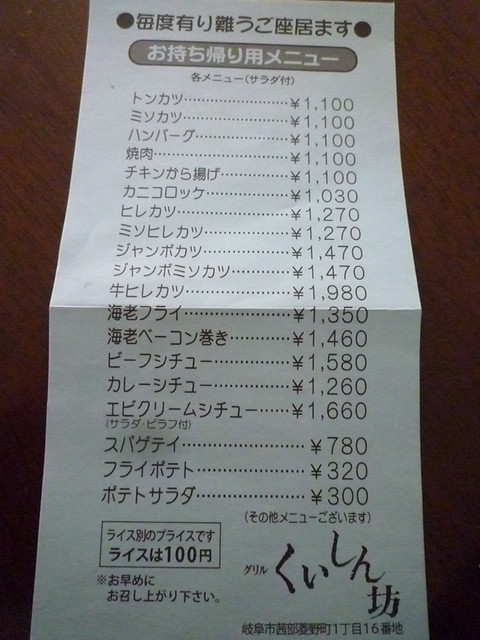 ●毎度有り難うご座居ます●
お持ち帰り用メニュー
各メニュー(サラダ付)
トンカツ……………¥1,100
ミソカツ……………¥1,100
ハンバーグ…………¥1,100
焼肉…………………¥1,100
チキンから揚げ……¥1,100
カニコロッケ………¥1,030
ヒレカツ……………¥1,270
ミソヒレカツ………¥1,270
ジャンボカツ………¥1,470
ジャンボミソカツ…¥1,470
牛ヒレカツ…………¥1,980
海老フライ…………¥1,350
海老ベーコン巻き…¥1,460
ビーフシチュー……¥1,580
カレーシチュー……¥1,260
エビクリームシチュー……¥1,660
(サラダ・ピラフ付)
スパゲテイ…………¥780
フライポテト………¥320
ポテトサラダ………¥300
(その他メニューございます)
ライス別のプライスです
ライスは100円
※お早めに
お召し上がり下さい。
グリル くいしん坊
岐阜市茜部菱野町1丁目16番地